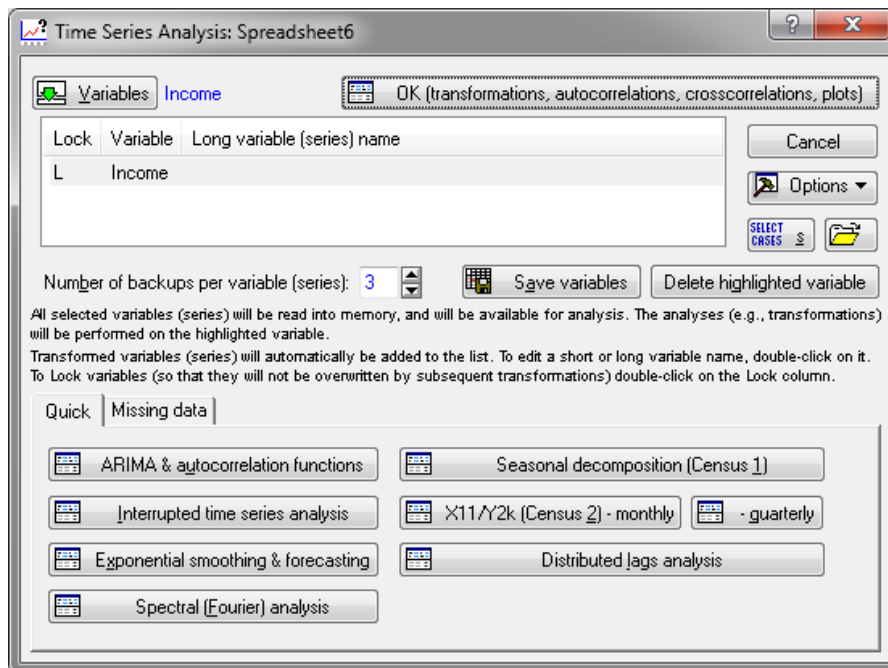 Time Series Analysis: Spreadsheet6
?
X
Variables Income OK (transformations, autocorrelations, crosscorrelations, plots)
Lock Variable Long variable (series) name
L Income
Cancel
Options
SELECT
CASES S
Number of backups per variable (series): 3 Save variables Delete highlighted variable
All selected variables (series) will be read into memory, and will be available for analysis. The analyses (e.g., transformations)
will be performed on the highlighted variable.
Transformed variables (series) will automatically be added to the list. To edit a short or long variable name, double-click on it.
To Lock variables (so that they will not be overwritten by subsequent transformations) double-click on the Lock column.
Quick Missing data
ARIMA & autocorrelation functions Seasonal decomposition (Census 1)
Interrupted time series analysis X11/Y2k (Census 2) - monthly - quarterly
Exponential smoothing & forecasting Distributed lags analysis
Spectral (Fourier) analysis